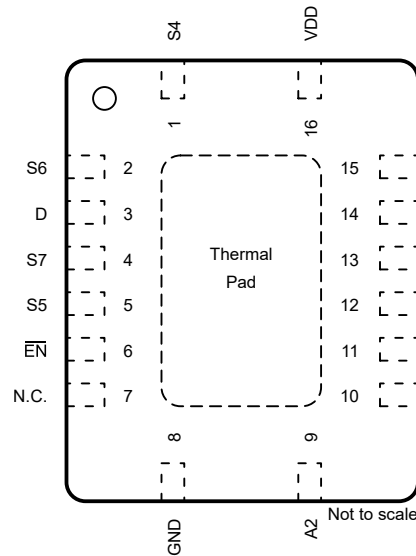 S4
VDD
1
16
S6 2
15
D 3
14
S7 4
13
S5 5
12
EN 6
11
N.C. 7
10
Thermal
Pad
8
9
GND
A2
Not to scale